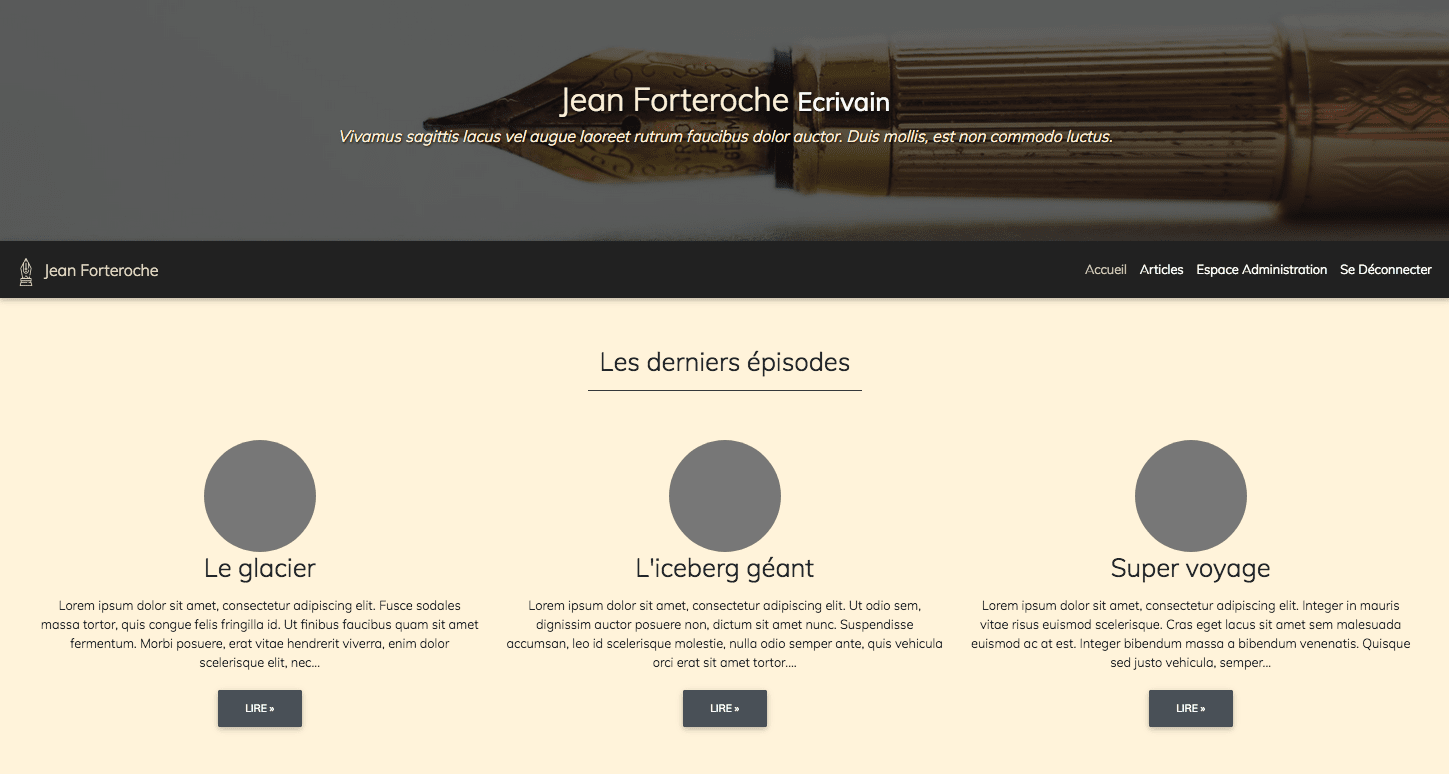 Jean Forteroche Ecrivain
Vivamus sagittis lacus vel augue laoreet rutrum faucibus dolor auctor. Duis mollis, est non commodo luctus.
Jean Forteroche
Accueil Articles Espace Administration Se Déconnecter
Les derniers épisodes
Le glacier
Lorem ipsum dolor sit amet, consectetur adipiscing elit. Fusce sodales
massa tortor, quis congue felis fringilla id. Ut finibus faucibus quam sit amet
fermentum. Morbi posuere, erat vitae hendrerit viverra, enim dolor
scelerisque elit, nec...
LIRE »
L'iceberg géant
Lorem ipsum dolor sit amet, consectetur adipiscing elit. Ut odio sem,
dignissim auctor posuere non, dictum sit amet nunc. Suspendisse
accumsan, leo id scelerisque molestie, nulla odio semper ante, quis vehicula
orci erat sit amet tortor....
LIRE »
Super voyage
Lorem ipsum dolor sit amet, consectetur adipiscing elit. Integer in mauris
vitae risus euismod scelerisque. Cras eget lacus sit amet sem malesuada
euismod ac at est. Integer bibendum massa a bibendum venenatis. Quisque
sed justo vehicula, semper...
LIRE »